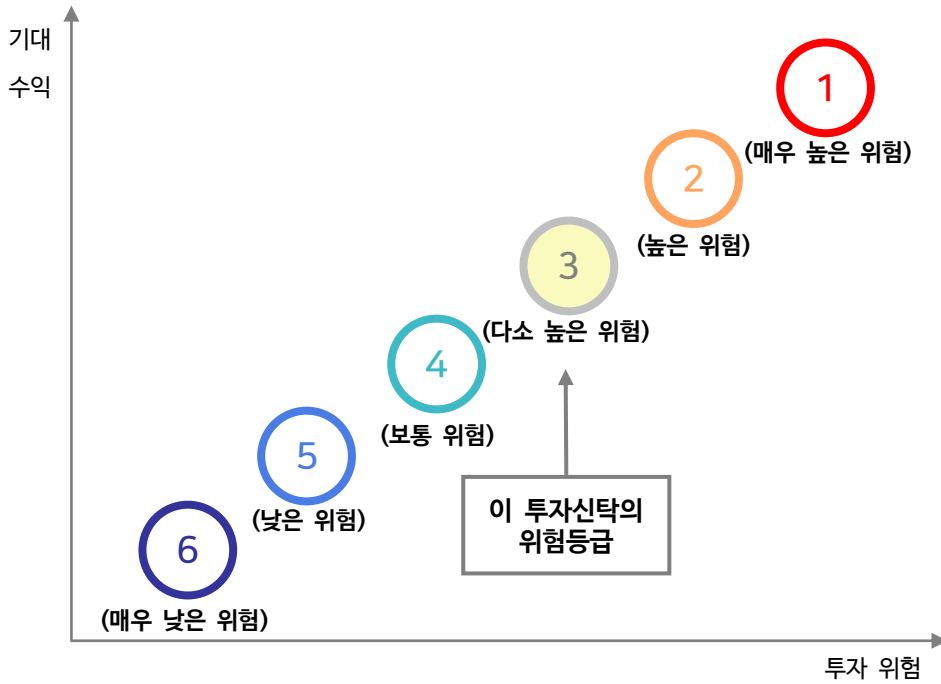 기대
수익
1
(매우 높은 위험)
2
(높은 위험)
3
(다소 높은 위험)
4
(보통 위험)
5
(낮은 위험)
이 투자신탁의
위험등급
6
(매우 낮은 위험)
투자 위험